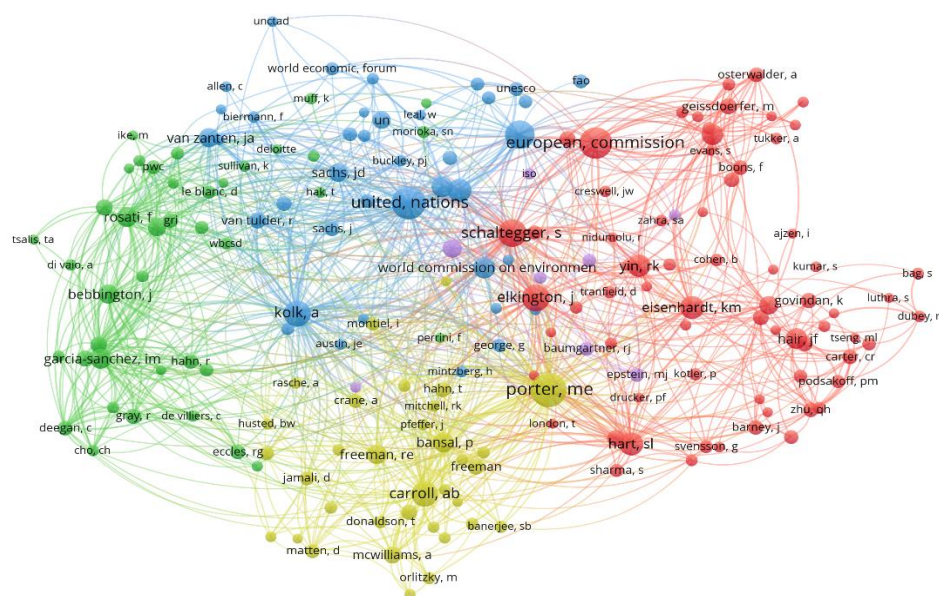 unctad
osterwalder, a
world economic, forum
allen, c
unesco
fao
muff, k
geissdoerfer, m
biermann, f
un
leal, w
tukker, a
ike, m
van zanten, ja
deloitte
morioka, sn
european, commission
evans, s
pwc
sullivan, k
buckley, pj
boons, f
le blanc, d
sachs, jd
iso
hak, t
creswell, jw
united, nations
rosati, f
gri
van tulder, r
sachs, j
zahra, sa
tsalis, ta
wbcsd
schaltegger, s
nidumolu, r
ajzen, i
cohen, b
di vaio, a
world commission on environmen
yin, rk
kumar, s
bag, s
bebbington, j
tranfield, d
elkington, j
govindan, k
luthra, s
kolk, a
eisenhardt, km
dubey, r
montiel, i
perrini, f
austin, je
george, g
hair, jf
tseng, ml
baumgartner, rj
garcia-sanchez, im
hahn, r
carter, cr
mintzberg, h
epstein, mj
kotler, p
rasche, a
hahn, t
porter, me
podsakoff, pm
crane, a
drucker, pf
mitchell, rk
zhu, qh
gray, r
de villiers, c
deegan, c
husted, bw
pfeffer, j
london, t
barney, j
cho, ch
eccles, rg
bansal, p
hart, sl
svensson, g
freeman, re
freeman
sharma, s
jamali, d
carroll, ab
donaldson, t
banerjee, sb
matten, d
mcwilliams, a
orlitzky, m